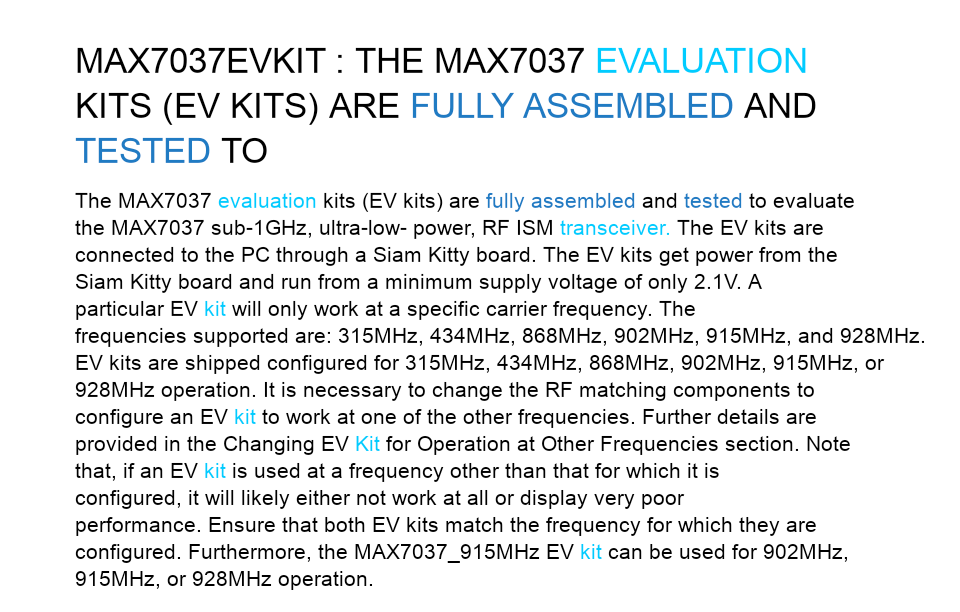 MAX7037EVKIT : THE MAX7037 EVALUATION
KITS (EV KITS) ARE FULLY ASSEMBLED AND
TESTED TO
The MAX7037 evaluation kits (EV kits) are fully assembled and tested to evaluate
the MAX7037 sub-1GHz, ultra-low- power, RF ISM transceiver. The EV kits are
connected to the PC through a Siam Kitty board. The EV kits get power from the
Siam Kitty board and run from a minimum supply voltage of only 2.1V. A
particular EV kit will only work at a specific carrier frequency. The
frequencies supported are: 315MHz, 434MHz, 868MHz, 902MHz, 915MHz, and 928MHz.
EV kits are shipped configured for 315MHz, 434MHz, 868MHz, 902MHz, 915MHz, or
928MHz operation. It is necessary to change the RF matching components to
configure an EV kit to work at one of the other frequencies. Further details are
provided in the Changing EV Kit for Operation at Other Frequencies section. Note
that, if an EV kit is used at a frequency other than that for which it is
configured, it will likely either not work at all or display very poor
performance. Ensure that both EV kits match the frequency for which they are
configured. Furthermore, the MAX7037_915MHz EV kit can be used for 902MHz,
915MHz, or 928MHz operation.